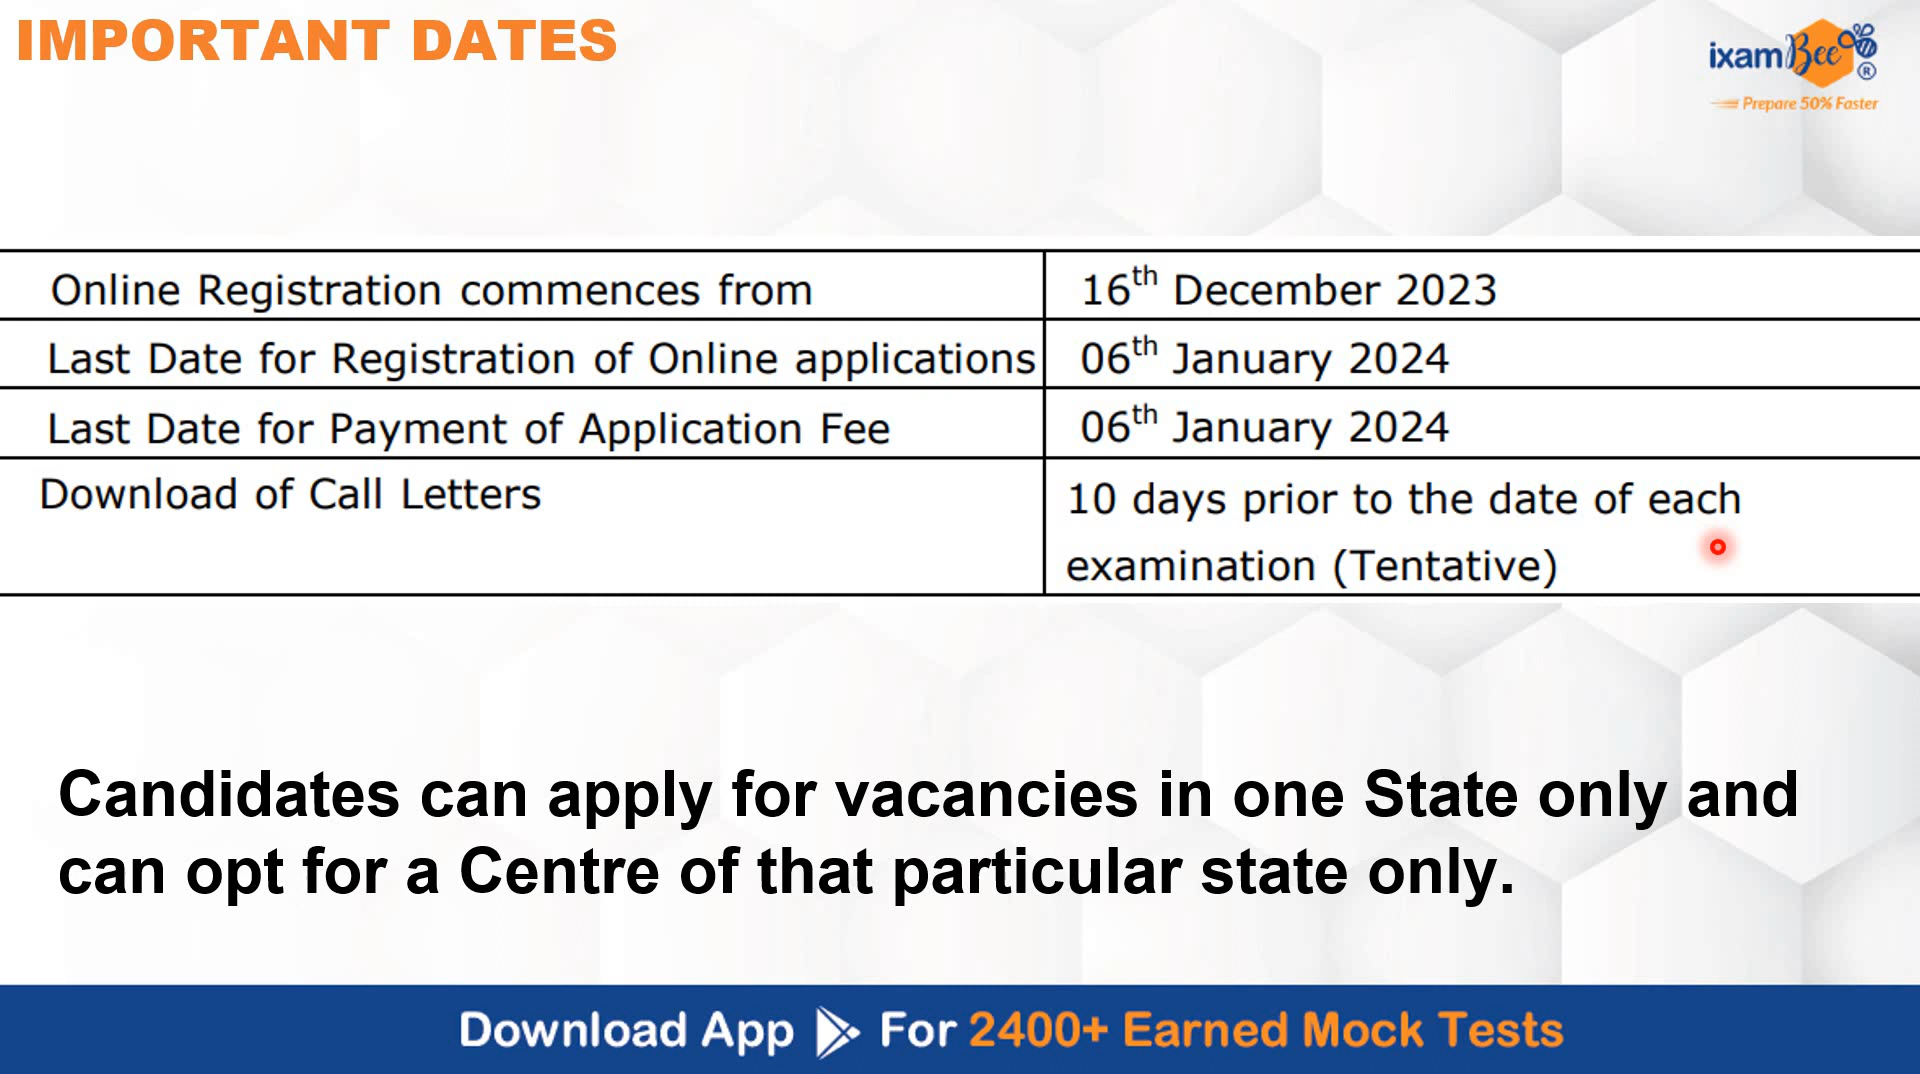 IMPORTANT DATES
ixamBee®
Prepare 50% Faster
Online Registration commences from 16th December 2023
Last Date for Registration of Online applications 06th January 2024
Last Date for Payment of Application Fee 06th January 2024
Download of Call Letters 10 days prior to the date of each
examination (Tentative)
Candidates can apply for vacancies in one State only and
can opt for a Centre of that particular state only.
Download App For 2400+ Earned Mock Tests